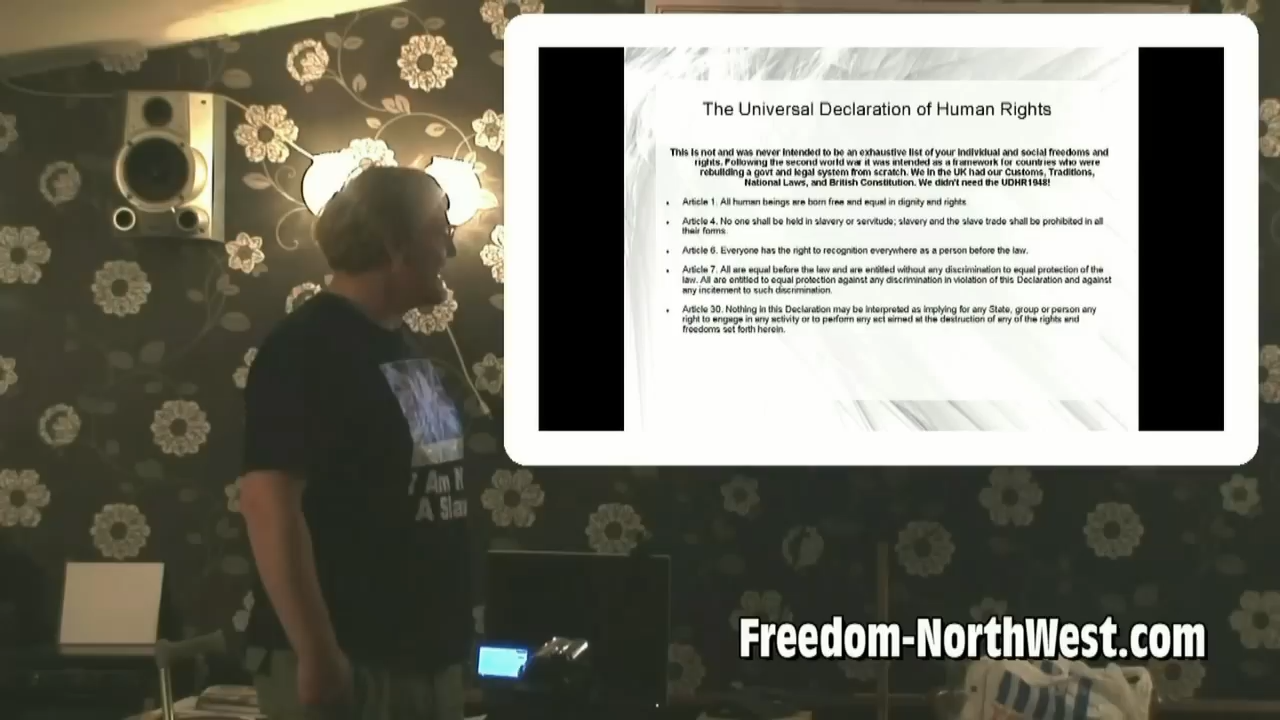 The Universal Declaration of Human Rights
This is not and was never intended to be an exhaustive list of your individual and social freedoms and
rights. Following the second world war it was intended as a framework for countries who were
rebuilding a govt and legal system from scratch. We in the UK had our Customs, Traditions,
National Laws, and British Constitution. We didn't need the UDHR1948!
• Article 1. All human beings are born free and equal in dignity and rights
• Article 4. No one shall be held in slavery or servitude; slavery and the slave trade shall be prohibited in all
their forms.
• Article 6. Everyone has the right to recognition everywhere as a person before the law.
• Article 7. All are equal before the law and are entitled without any discrimination to equal protection of the
law. All are entitled to equal protection against any discrimination in violation of this Declaration and against
any incitement to such discrimination.
• Article 30. Nothing in this Declaration may be interpreted as implying for any State, group or person any
right to engage in any activity or to perform any act aimed at the destruction of any of the rights and
freedoms set forth herein.
I Am
A
Freedom-NorthWest.com